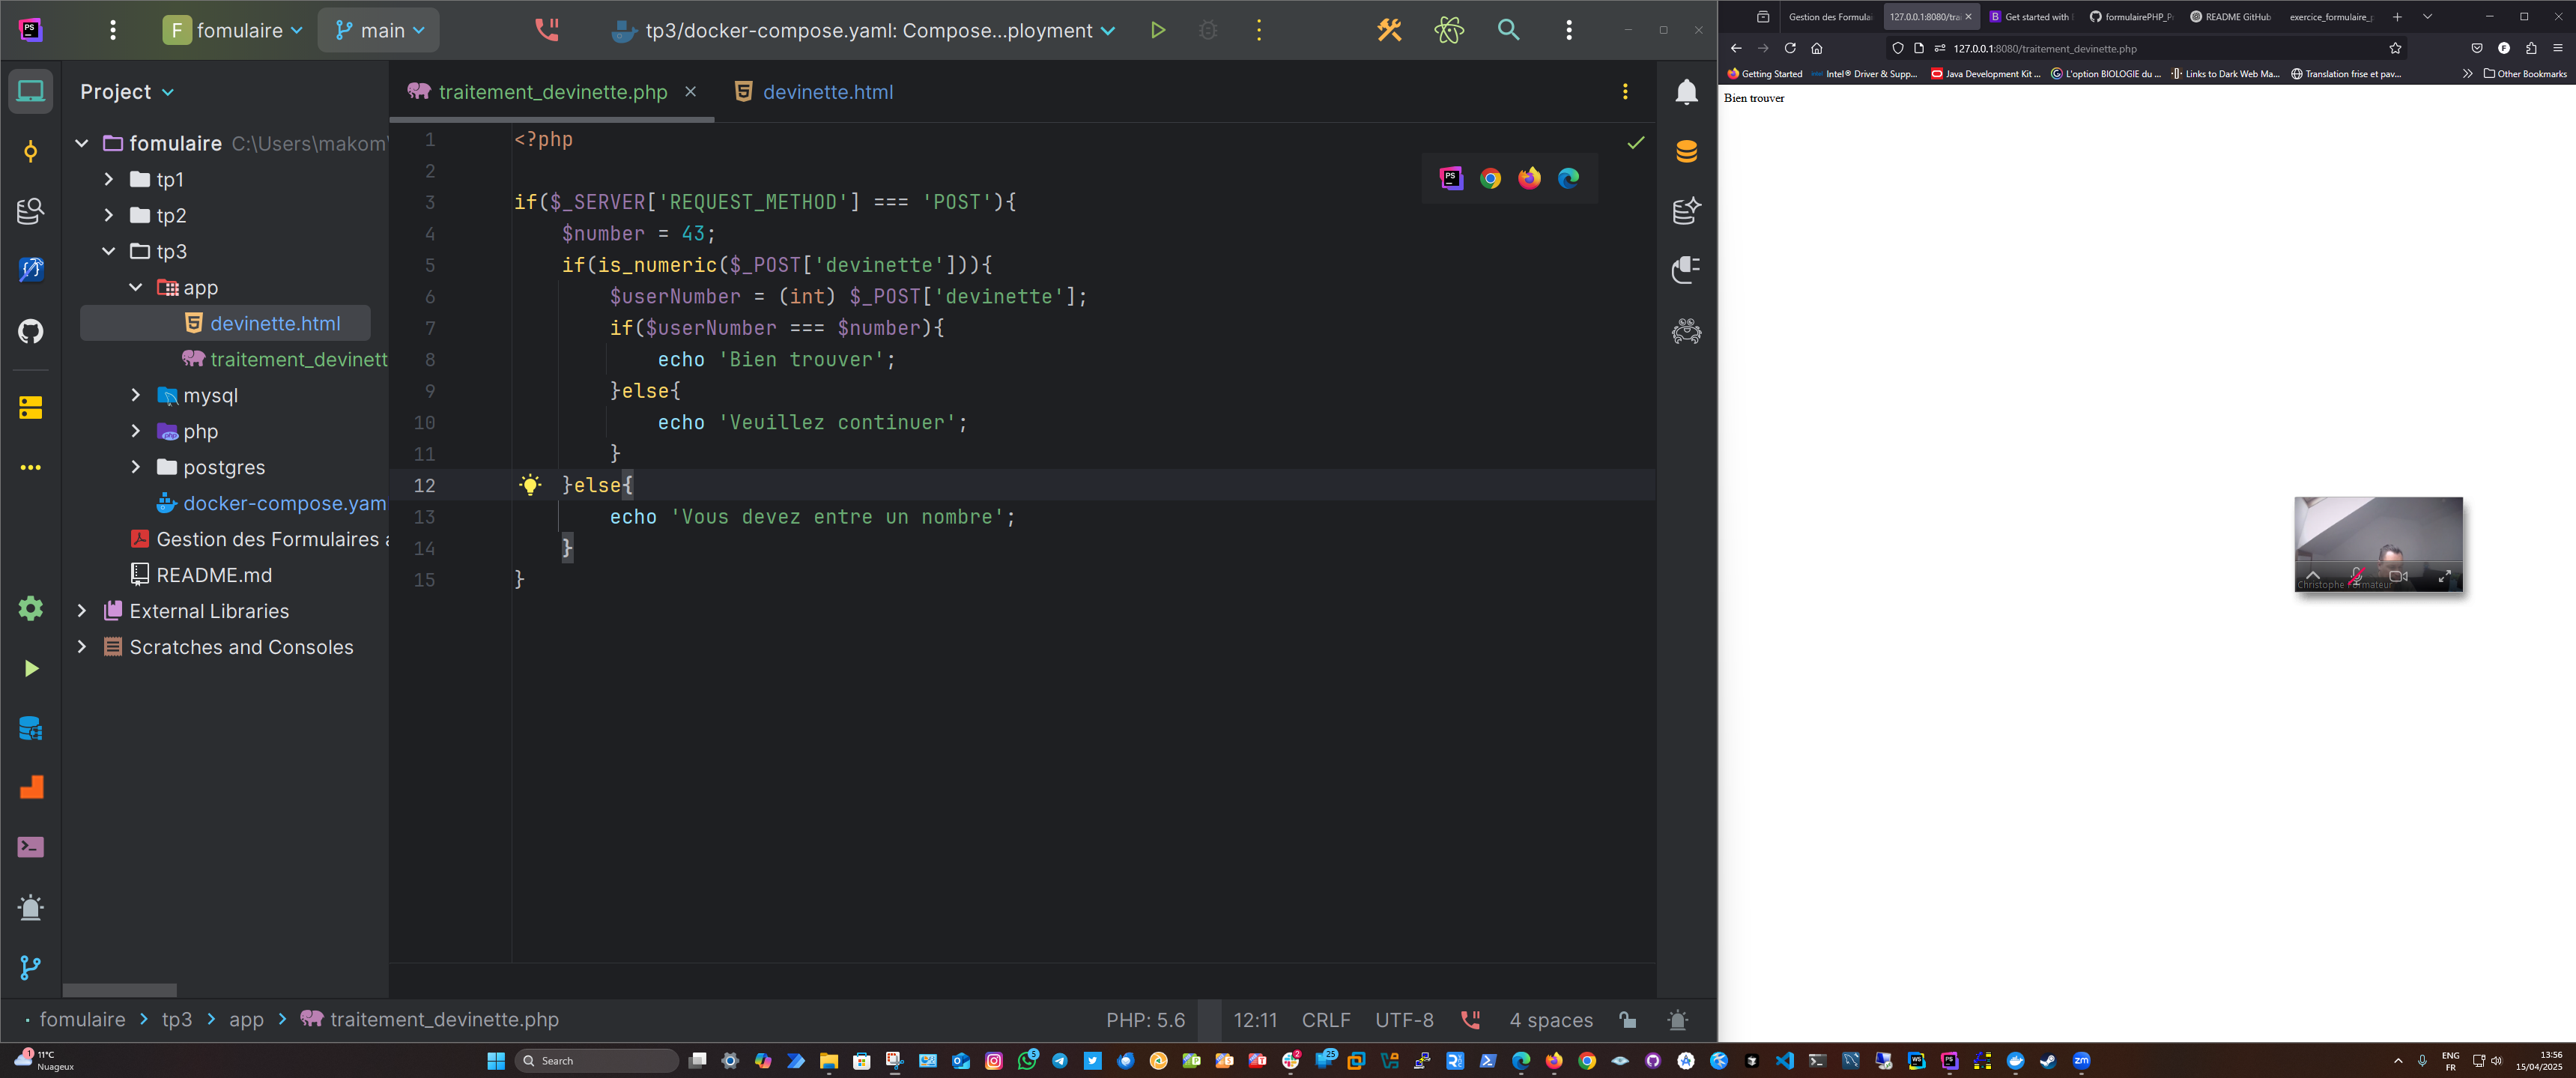 fomulaire
main
tp3/docker-compose.yaml: Compose...ployment
Project
traitement_devinette.php
devinette.html
fomulaire C:\Users\makom
tp1
tp2
tp3
app
devinette.html
traitement_devinett
mysql
php
postgres
docker-compose.yam
Gestion des Formulaires a
README.md
External Libraries
Scratches and Consoles
1 <?php
2
3 if($_SERVER['REQUEST_METHOD'] === 'POST'){
4 $number = 43;
5 if(is_numeric($_POST['devinette'])){
6 $userNumber = (int) $_POST['devinette'];
7 if($userNumber === $number){
8 echo 'Bien trouver';
9 }else{
10 echo 'Veuillez continuer';
11 }
12 }else{
13 echo 'Vous devez entre un nombre';
14 }
15 }
fomulaire > tp3 > app > traitement_devinette.php
PHP: 5.6 12:11 CRLF UTF-8 4 spaces
Gestion des Formulai
127.0.0.1:8080/trai
Get started with
formulairePHP_P
README GitHub
exercice_formulaire_p
127.0.0.1:8080/traitement_devinette.php
Getting Started
Intel® Driver & Supp...
Java Development Kit ...
L'option BIOLOGIE du ...
Links to Dark Web Ma...
Translation frise et pav...
Other Bookmarks
Bien trouver
Christophe Formateur
11°C
Nuageux
Search
ENG
FR
13:56
15/04/2025